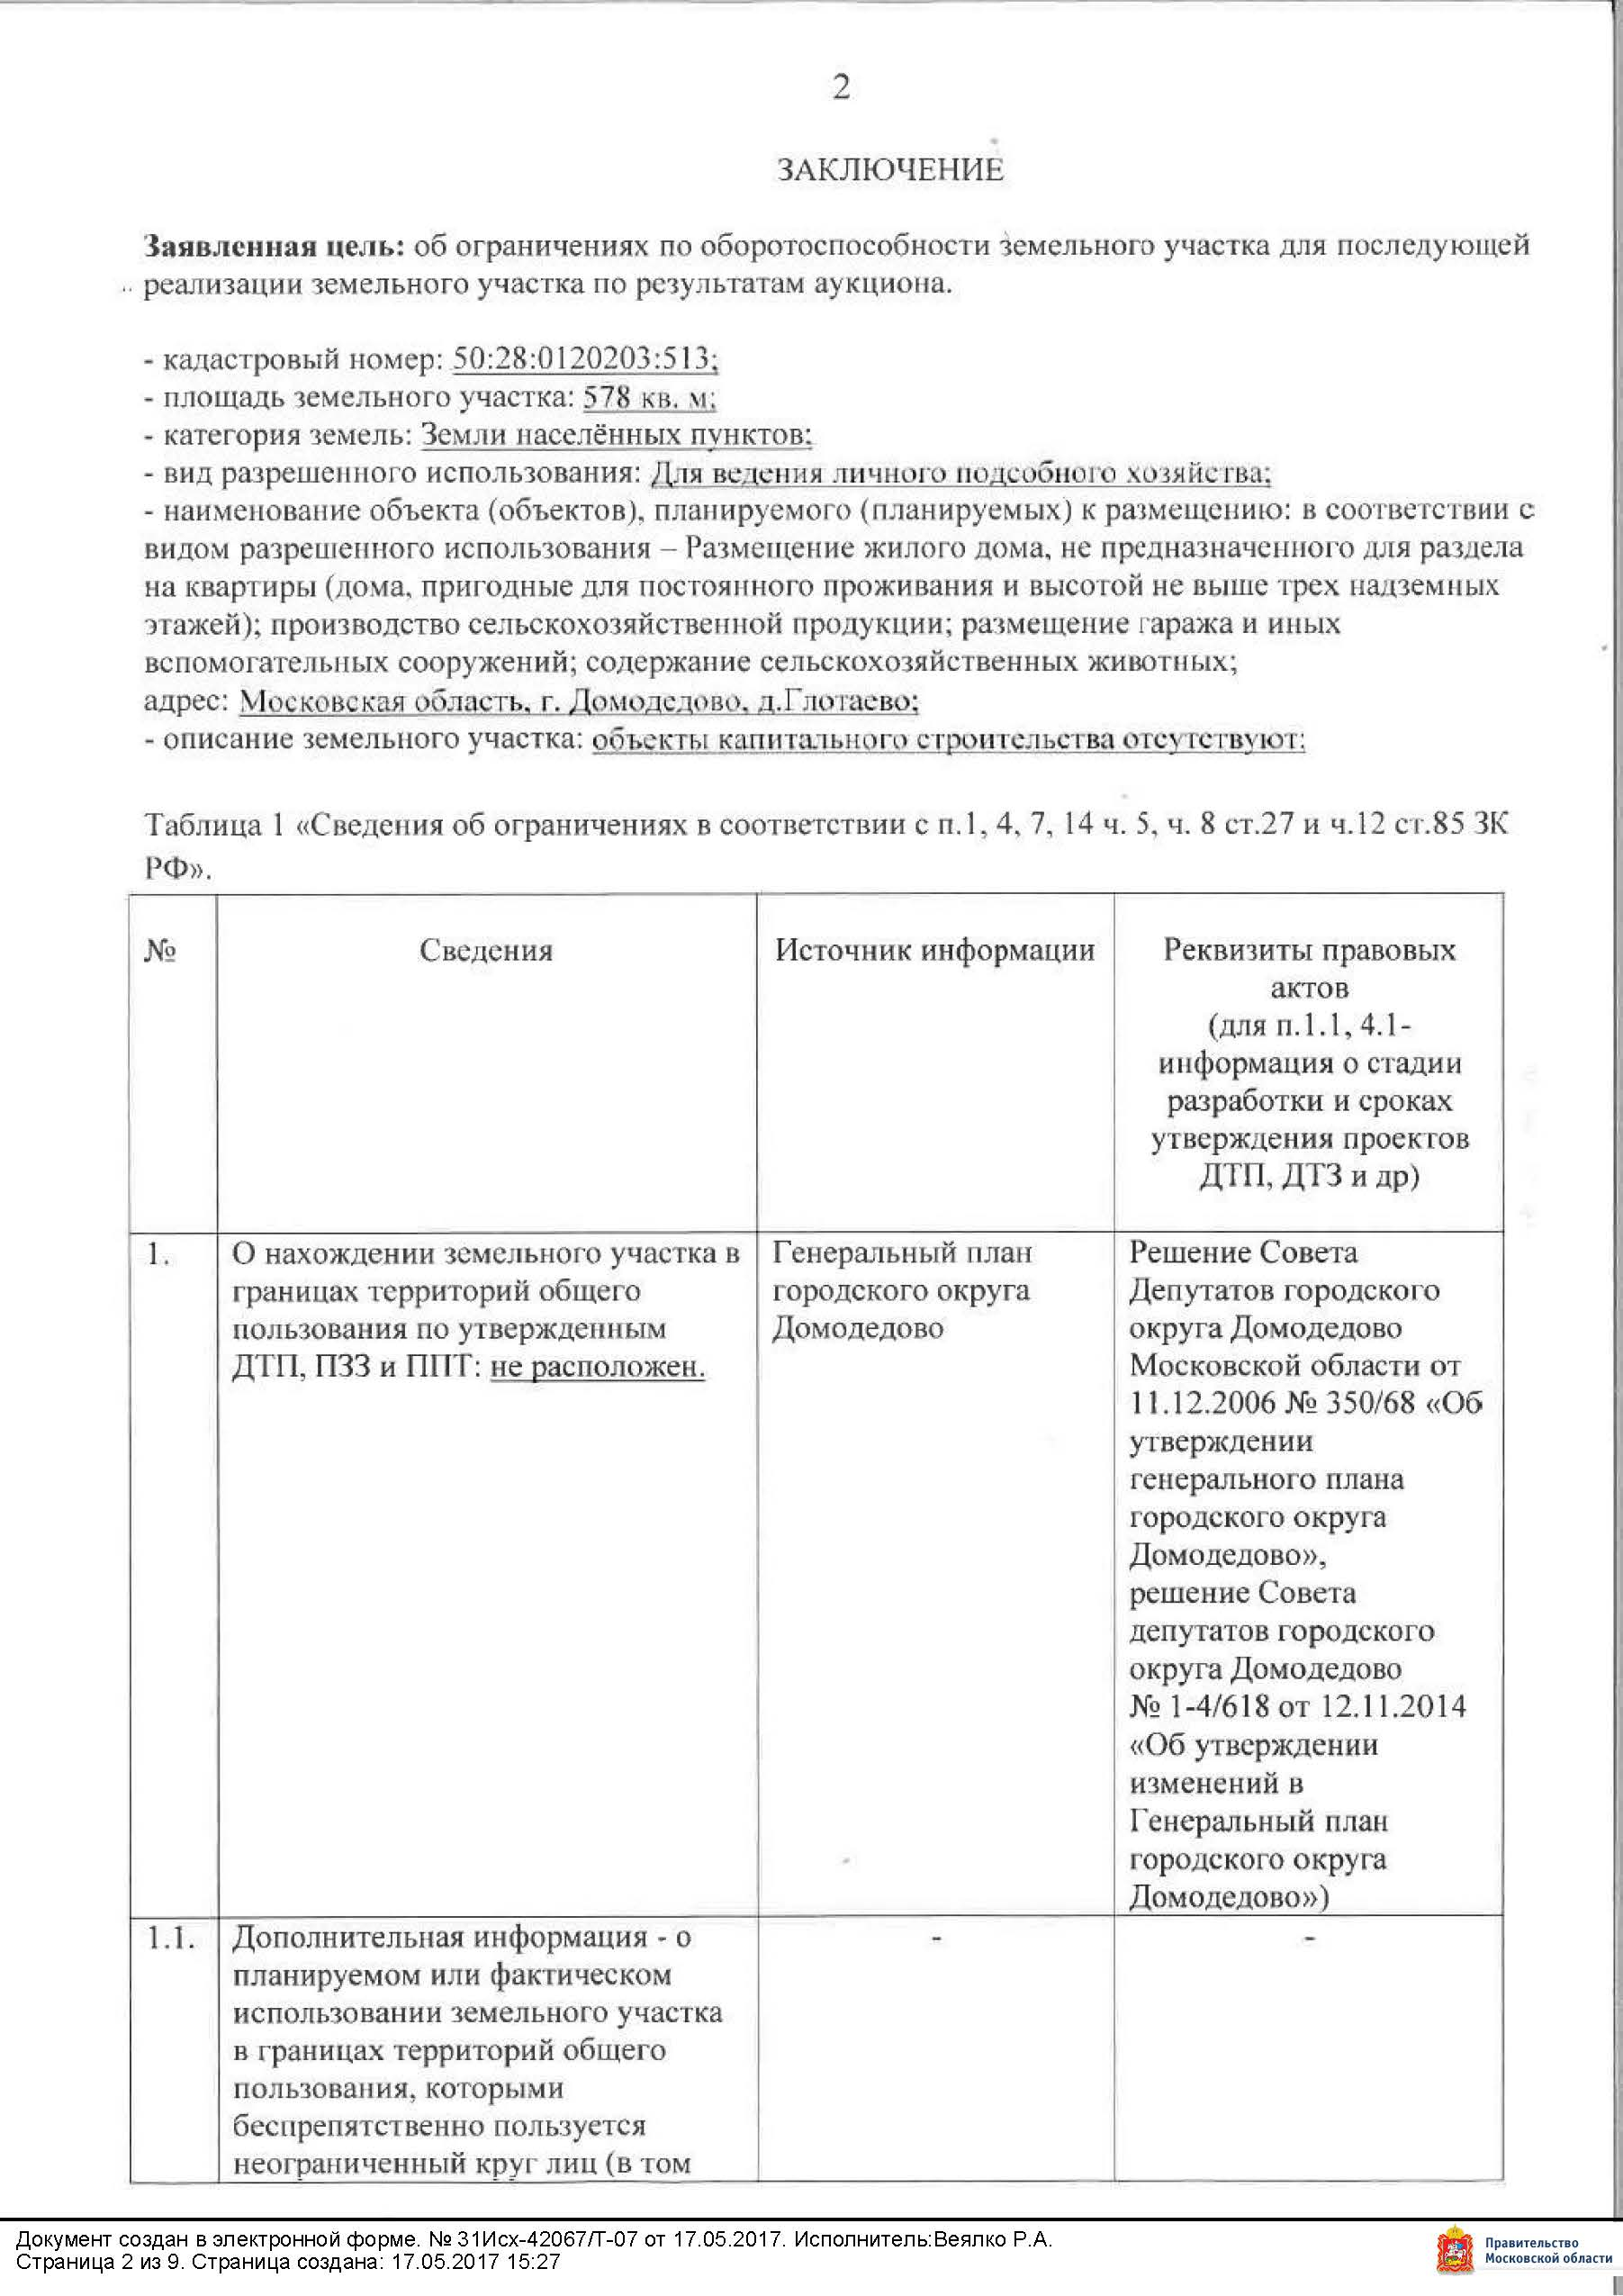 2
ЗАКЛЮЧЕНИЕ
Заявленная цель: об ограничениях по оборотоспособности земельного участка для последующей
реализации земельного участка по результатам аукциона.
- кадастровый номер: 50:28:0120203:513;
- площадь земельного участка: 578 кв. м;
- категория земель: Земли населённых пунктов;
- вид разрешенного использования: Для ведения личного подсобного хозяйства;
- наименование объекта (объектов), планируемого (планируемых) к размещению: в соответствии с
видом разрешенного использования – Размещение жилого дома, не предназначенного для раздела
на квартиры (дома, пригодные для постоянного проживания и высотой не выше трех надземных
этажей); производство сельскохозяйственной продукции; размещение гаража и иных
вспомогательных сооружений; содержание сельскохозяйственных животных;
адрес: Московская область, г. Домодедово, д.Глотаево;
- описание земельного участка: объекты капитального строительства отсутствуют;
Таблица 1 «Сведения об ограничениях в соответствии с п.1, 4, 7, 14 ч. 5, ч. 8 ст.27 и ч.12 ст.85 ЗК
РФ».
№
Сведения
Источник информации
Реквизиты правовых
актов
(для п.1.1, 4.1-
информация о стадии
разработки и сроках
утверждения проектов
ДТП, ДТЗ и др)
1.
О нахождении земельного участка в
границах территорий общего
пользования по утвержденным
ДТП, ПЗЗ и ППТ: не расположен.
Генеральный план
городского округа
Домодедово
Решение Совета
Депутатов городского
округа Домодедово
Московской области от
11.12.2006 № 350/68 «Об
утверждении
генерального плана
городского округа
Домодедово»,
решение Совета
депутатов городского
округа Домодедово
№ 1-4/618 от 12.11.2014
«Об утверждении
изменений в
Генеральный план
городского округа
Домодедово»)
1.1.
Дополнительная информация - о
планируемом или фактическом
использовании земельного участка
в границах территорий общего
пользования, которыми
беспрепятственно пользуется
неограниченный круг лиц (в том
-
-
Документ создан в электронной форме. № 31Исх-42067/Т-07 от 17.05.2017. Исполнитель:Веялко Р.А.
Страница 2 из 9. Страница создана: 17.05.2017 15:27
Правительство
Московской области